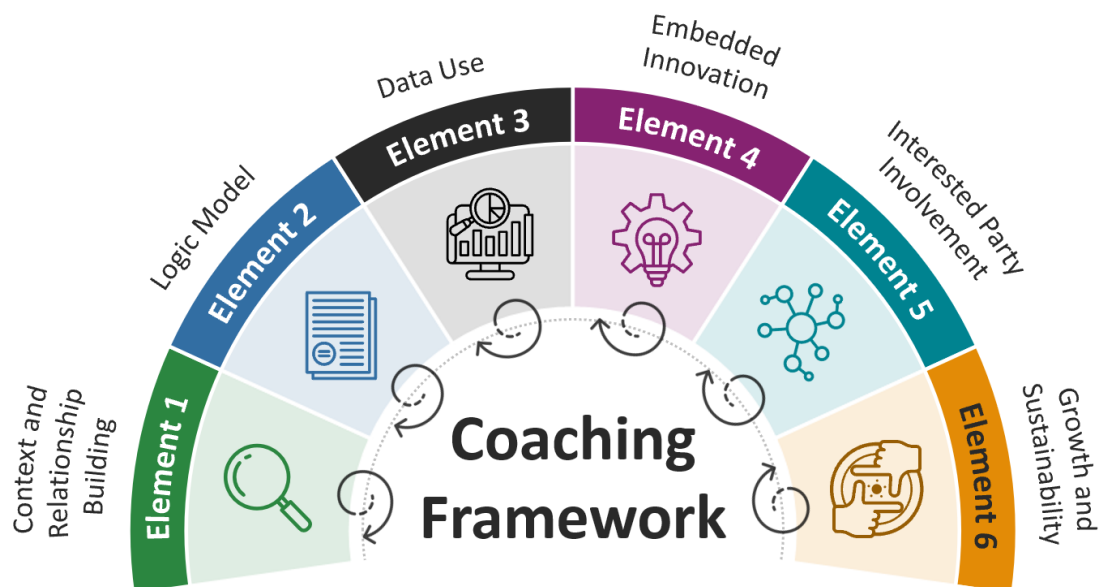 Context and
Relationship
Building
Element 1
Logic Model
Element 2
Data Use
Element 3
Embedded
Innovation
Element 4
Interested Party
Involvement
Element 5
Growth and
Sustainability
Element 6
Coaching
Framework